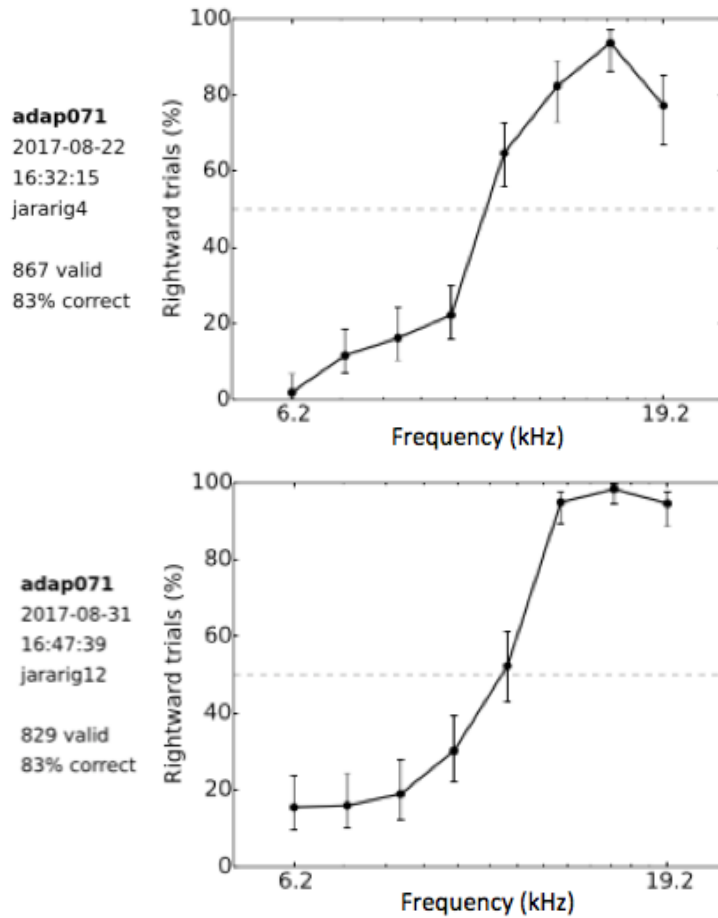 adap071
2017-08-22
16:32:15
jararig4
867 valid
83% correct
Rightward trials (%)
100
80
60
40
20
0
6.2
19.2
Frequency (kHz)
adap071
2017-08-31
16:47:39
jararig12
829 valid
83% correct
Rightward trials (%)
100
80
60
40
20
0
6.2
19.2
Frequency (kHz)